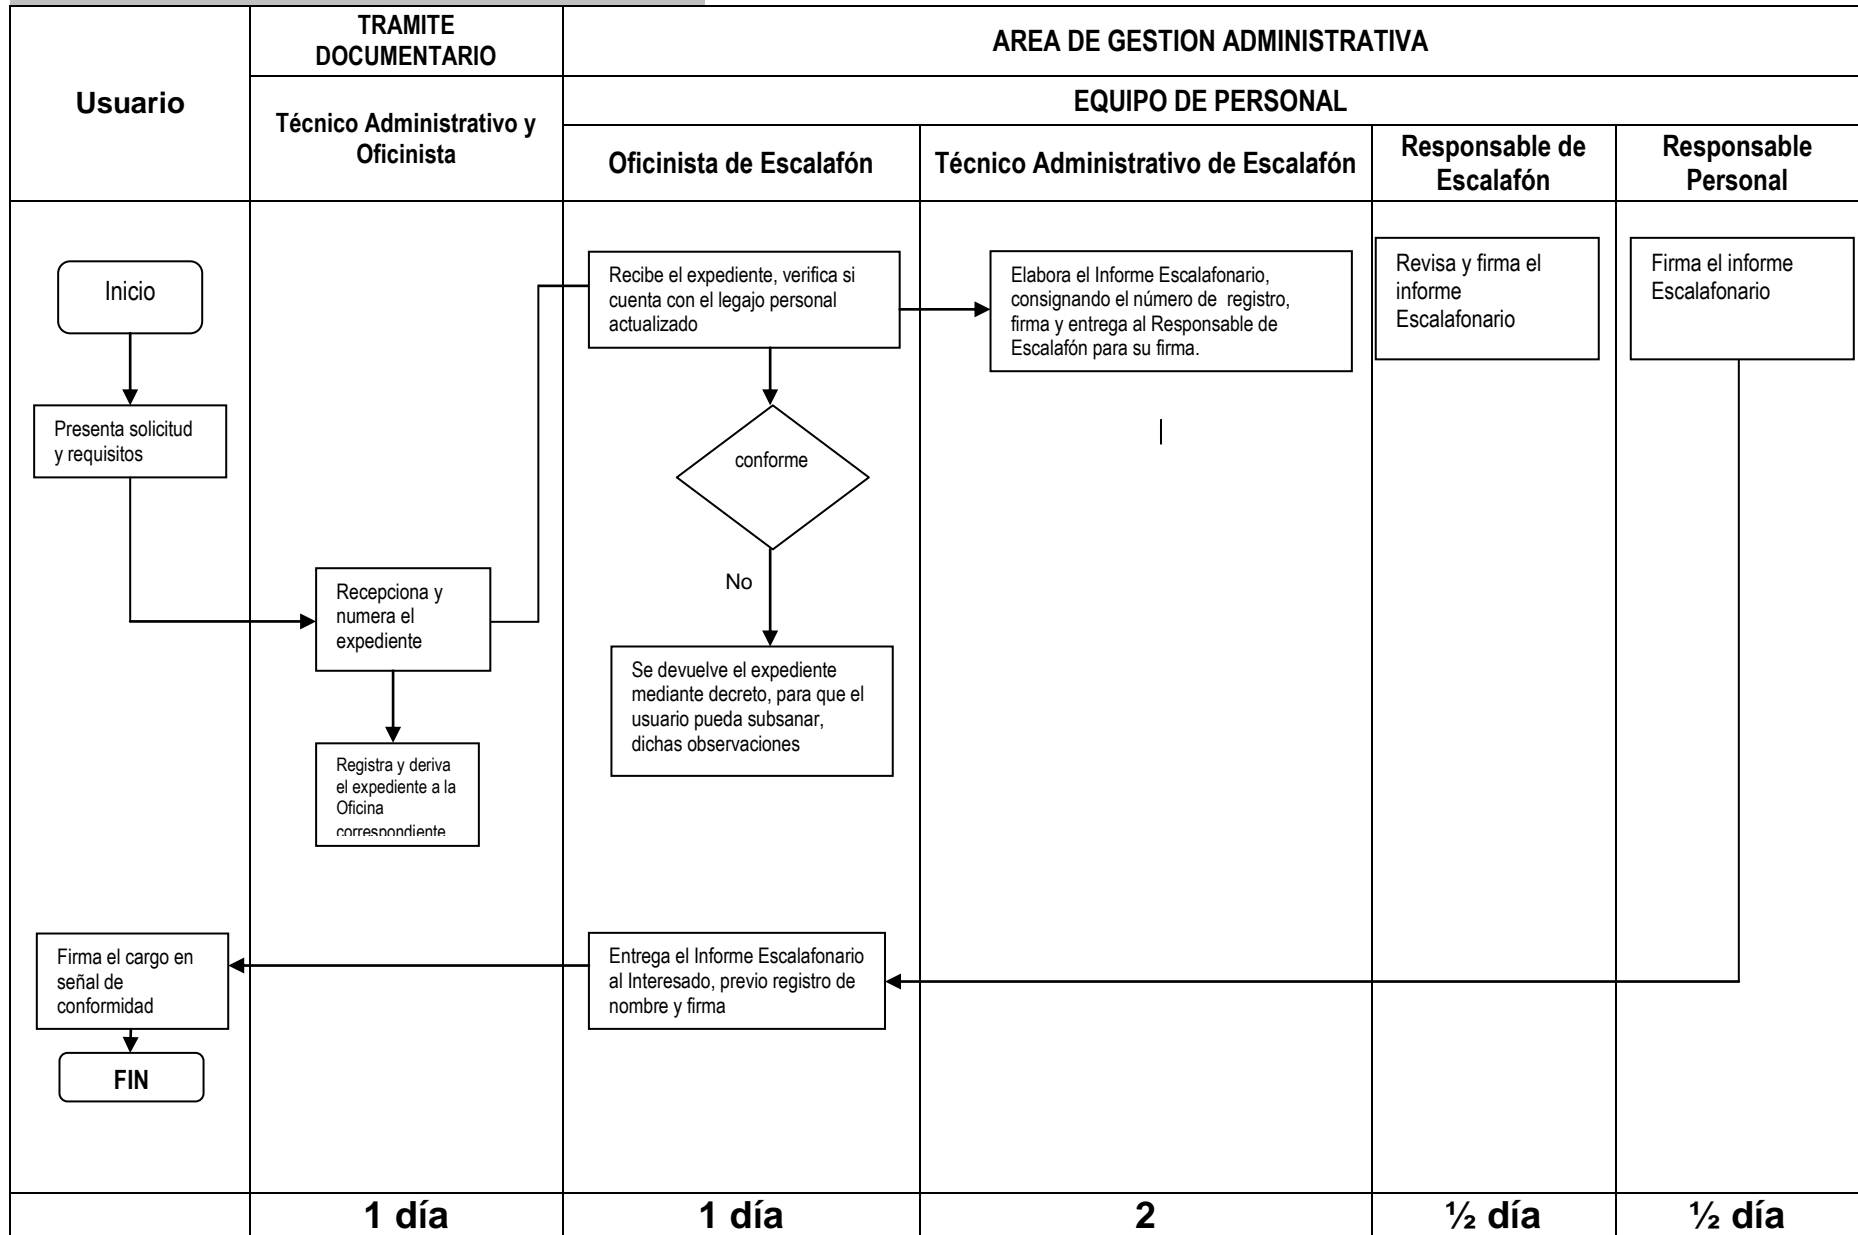 Usuario
TRAMITE
DOCUMENTARIO
AREA DE GESTION ADMINISTRATIVA
Técnico Administrativo y
Oficinista
EQUIPO DE PERSONAL
Oficinista de Escalafón
Técnico Administrativo de Escalafón
Responsable de
Escalafón
Responsable
Personal
Inicio
Presenta solicitud
y requisitos
Recepciona y
numera el
expediente
Registra y deriva
el expediente a la
Oficina
correspondiente
Recibe el expediente, verifica si
cuenta con el legajo personal
actualizado
conforme
No
Se devuelve el expediente
mediante decreto, para que el
usuario pueda subsanar,
dichas observaciones
Elabora el Informe Escalafonario,
consignando el número de  registro,
firma y entrega al Responsable de
Escalafón para su firma.
Revisa y firma el
informe
Escalafonario
Firma el informe
Escalafonario
Entrega el Informe Escalafonario
al Interesado, previo registro de
nombre y firma
Firma el cargo en
señal de
conformidad
FIN
1 día
1 día
2
½ día
½ día